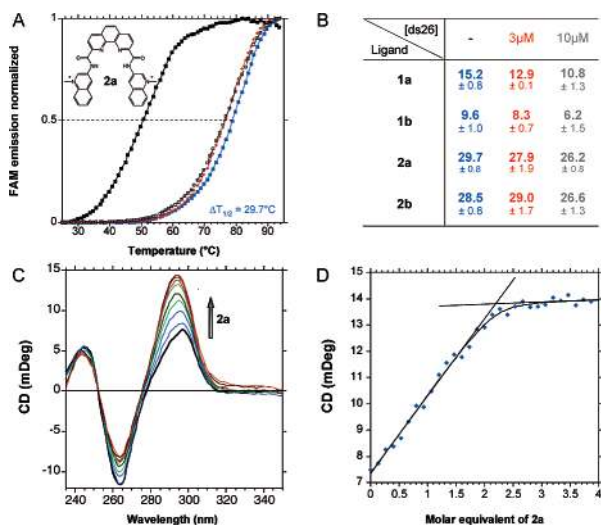 A
FAM emission normalized
1
0.5
0
O
O
NH
HN
N
N
N
N
2a
ΔT1/2 = 29.7°C
30 40 50 60 70 80 90
Temperature (°C)
B
[ds26]
Ligand
- 3µM 10µM
1a 15.2 12.9 10.8
± 0.8 ± 0.1 ± 1.3
1b 9.6 8.3 6.2
± 1.0 ± 0.7 ± 1.5
2a 29.7 27.9 26.2
± 0.8 ± 1.9 ± 0.8
2b 28.5 29.0 26.6
± 0.8 ± 1.7 ± 1.3
C
CD (mDeg)
15
10
5
0
-5
-10
2a
240 260 280 300 320 340
Wavelength (nm)
D
CD (mDeg)
15
14
13
12
11
10
9
8
7
0 0.5 1 1.5 2 2.5 3 3.5 4
Molar equivalent of 2a